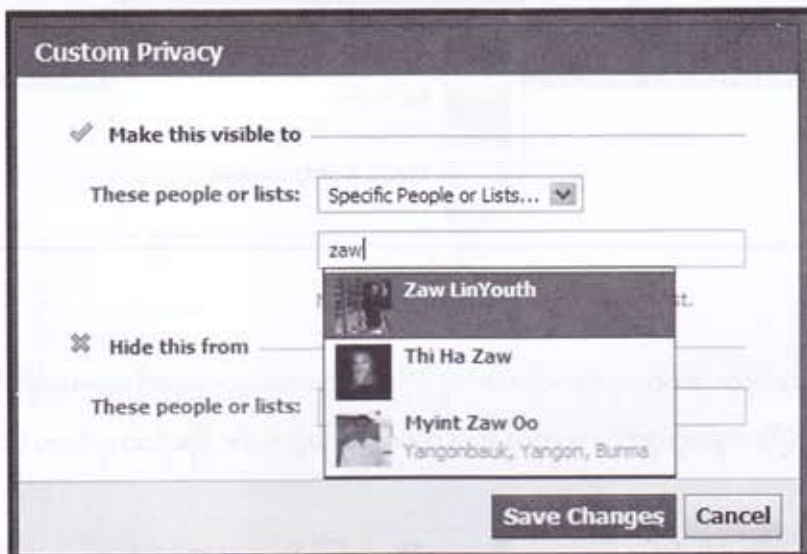 Custom Privacy
Make this visible to
These people or lists: Specific People or Lists...
zaw
Zaw LinYouth
st.
Hide this from
Thi Ha Zaw
These people or lists:
Myint Zaw Oo
Yangonbauk, Yangon, Burma
Save Changes Cancel